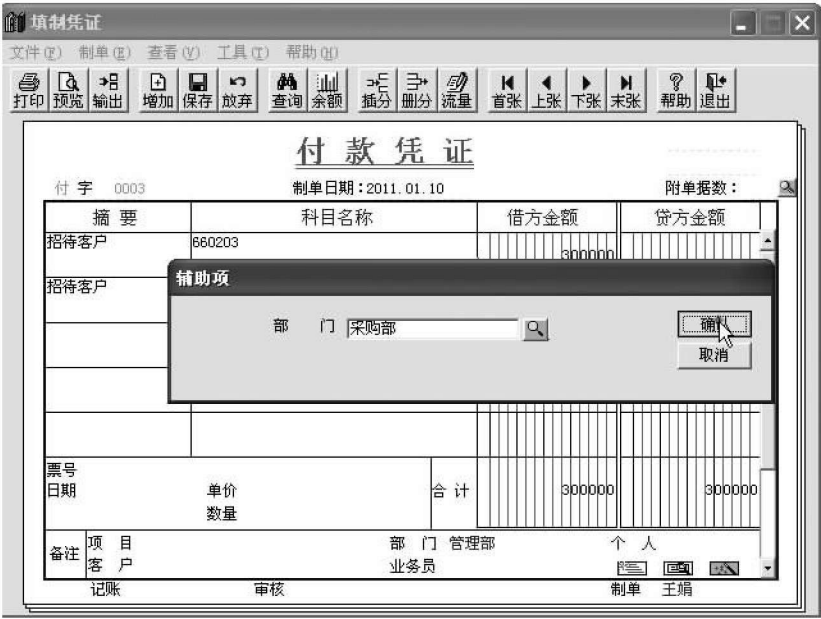 填制凭证
文件(F) 制单(E) 查看(V) 工具(T) 帮助(H)
打印 预览 输出 增加 保存 放弃 查询 余额 插分 删分 流量 首张 上张 下张 末张 帮助 退出
付款凭证
付 字 0003 制单日期：2011.01.10 附单据数：
摘 要 科目名称 借方金额 贷方金额
招待客户 660203 300000
招待客户
辅助项
部 门 采购部 确认
取消
票号
日期 单价 合 计 300000 300000
数量
备注 项 目 部 门 管理部 个 人
客 户 业务员
记账 审核 制单 王娟